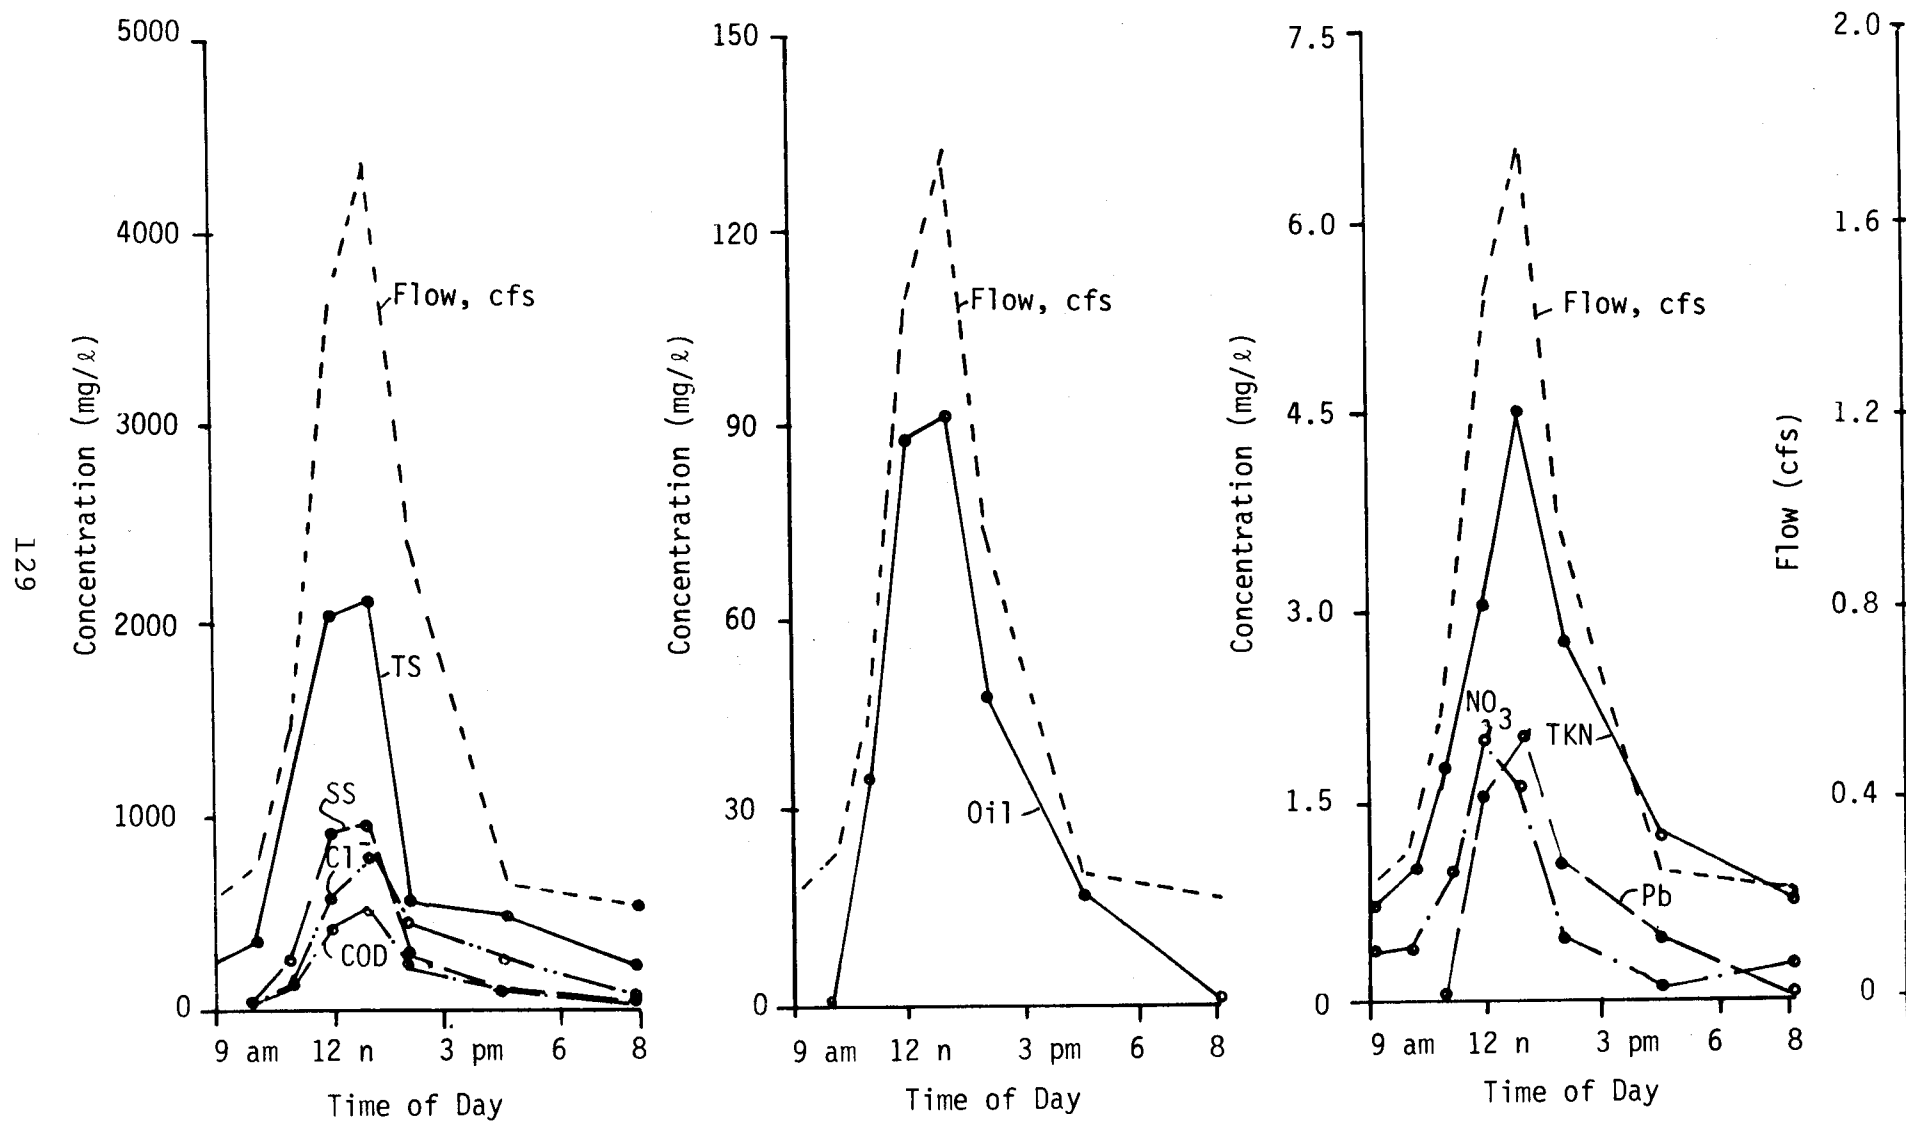 5000
4000
3000
2000
1000
0
Concentration (mg/ℓ)
Flow, cfs
TS
SS
Cl
COD
9 am 12 n 3 pm 6 8
Time of Day
150
120
90
60
30
0
Concentration (mg/ℓ)
Flow, cfs
Oil
9 am 12 n 3 pm 6 8
Time of Day
7.5
6.0
4.5
3.0
1.5
0
Concentration (mg/ℓ)
Flow, cfs
NO3
TKN
Pb
9 am 12 n 3 pm 6 8
Time of Day
2.0
1.6
1.2
0.8
0.4
0
Flow (cfs)
129